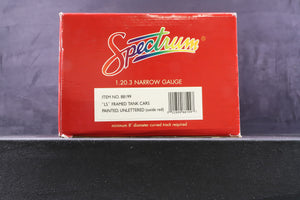 Spectrum
1:20.3 NARROW GAUGE
ITEM NO. 88199
"LS" FRAMED TANK CARS
PAINTED, UNLETTERED (oxide red)
minimum 8' diameter curved track required